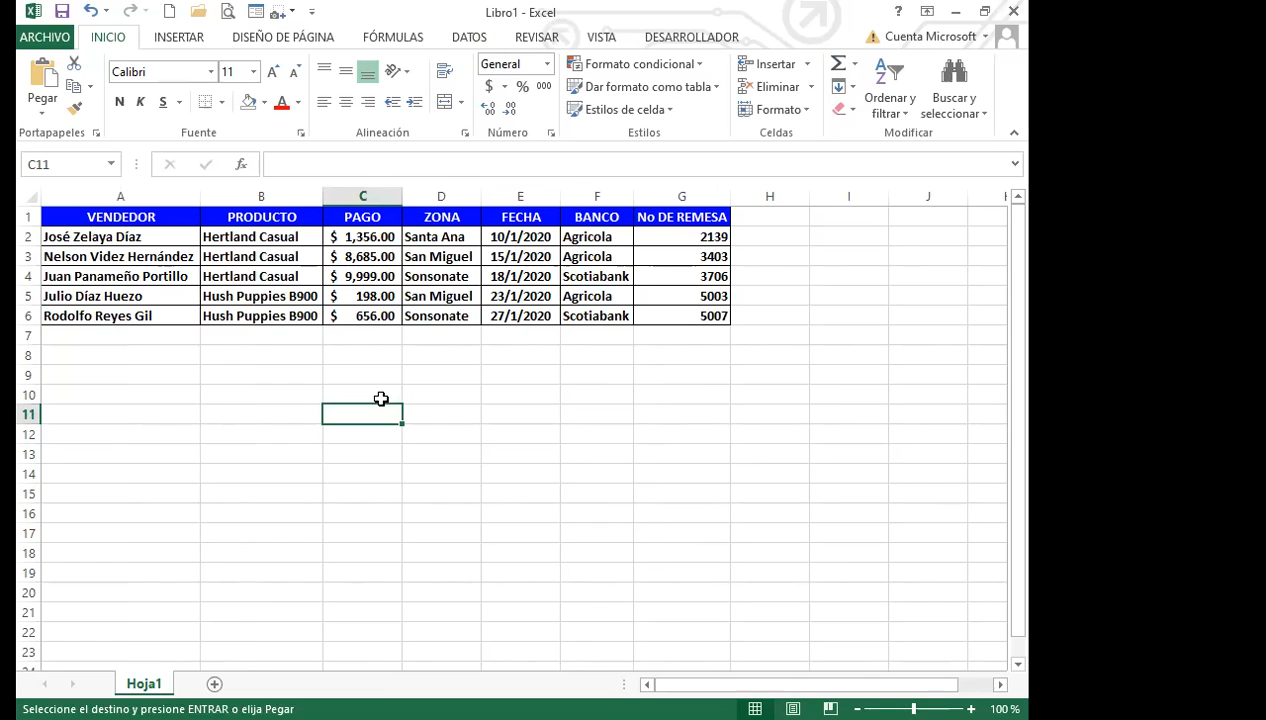 Libro1 - Excel
?
ARCHIVO INICIO INSERTAR DISEÑO DE PÁGINA FÓRMULAS DATOS REVISAR VISTA DESARROLLADOR Cuenta Microsoft
Calibri 11 General Formato condicional Insertar
Pegar N K S $ % 000 Dar formato como tabla Eliminar Ordenar y filtrar Buscar y seleccionar
Estilos de celda Formato
Portapapeles Fuente Alineación Número Estilos Celdas Modificar
C11 fx
A B C D E F G H I J
1 VENDEDOR PRODUCTO PAGO ZONA FECHA BANCO No DE REMESA
2 José Zelaya Díaz Hertland Casual $ 1,356.00 Santa Ana 10/1/2020 Agricola 2139
3 Nelson Videz Hernández Hertland Casual $ 8,685.00 San Miguel 15/1/2020 Agricola 3403
4 Juan Panameño Portillo Hertland Casual $ 9,999.00 Sonsonate 18/1/2020 Scotiabank 3706
5 Julio Díaz Huezo Hush Puppies B900 $ 198.00 San Miguel 23/1/2020 Agricola 5003
6 Rodolfo Reyes Gil Hush Puppies B900 $ 656.00 Sonsonate 27/1/2020 Scotiabank 5007
7
8
9
10
11
12
13
14
15
16
17
18
19
20
21
22
23
Hoja1
Seleccione el destino y presione ENTRAR o elija Pegar 100 %